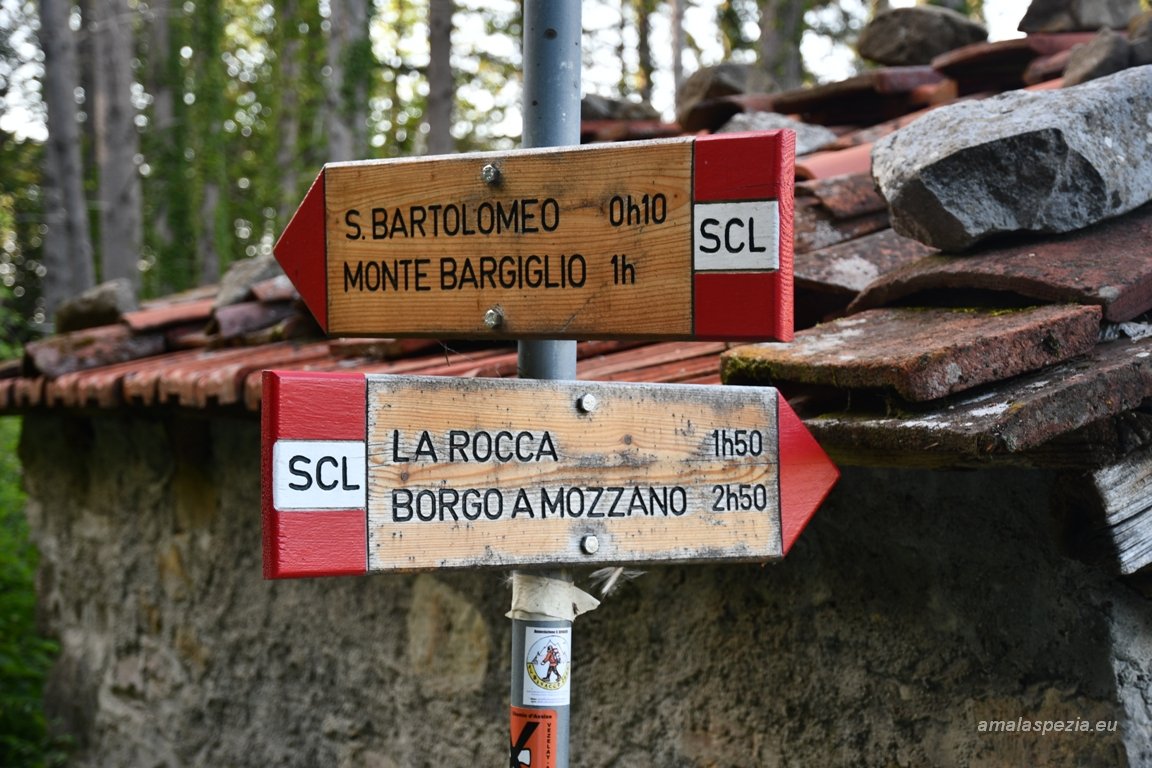 S. BARTOLOMEO 0h10
MONTE BARGIGLIO 1h
SCL
SCL
LA ROCCA 1h50
BORGO A MOZZANO 2h50
amalaspezia.eu